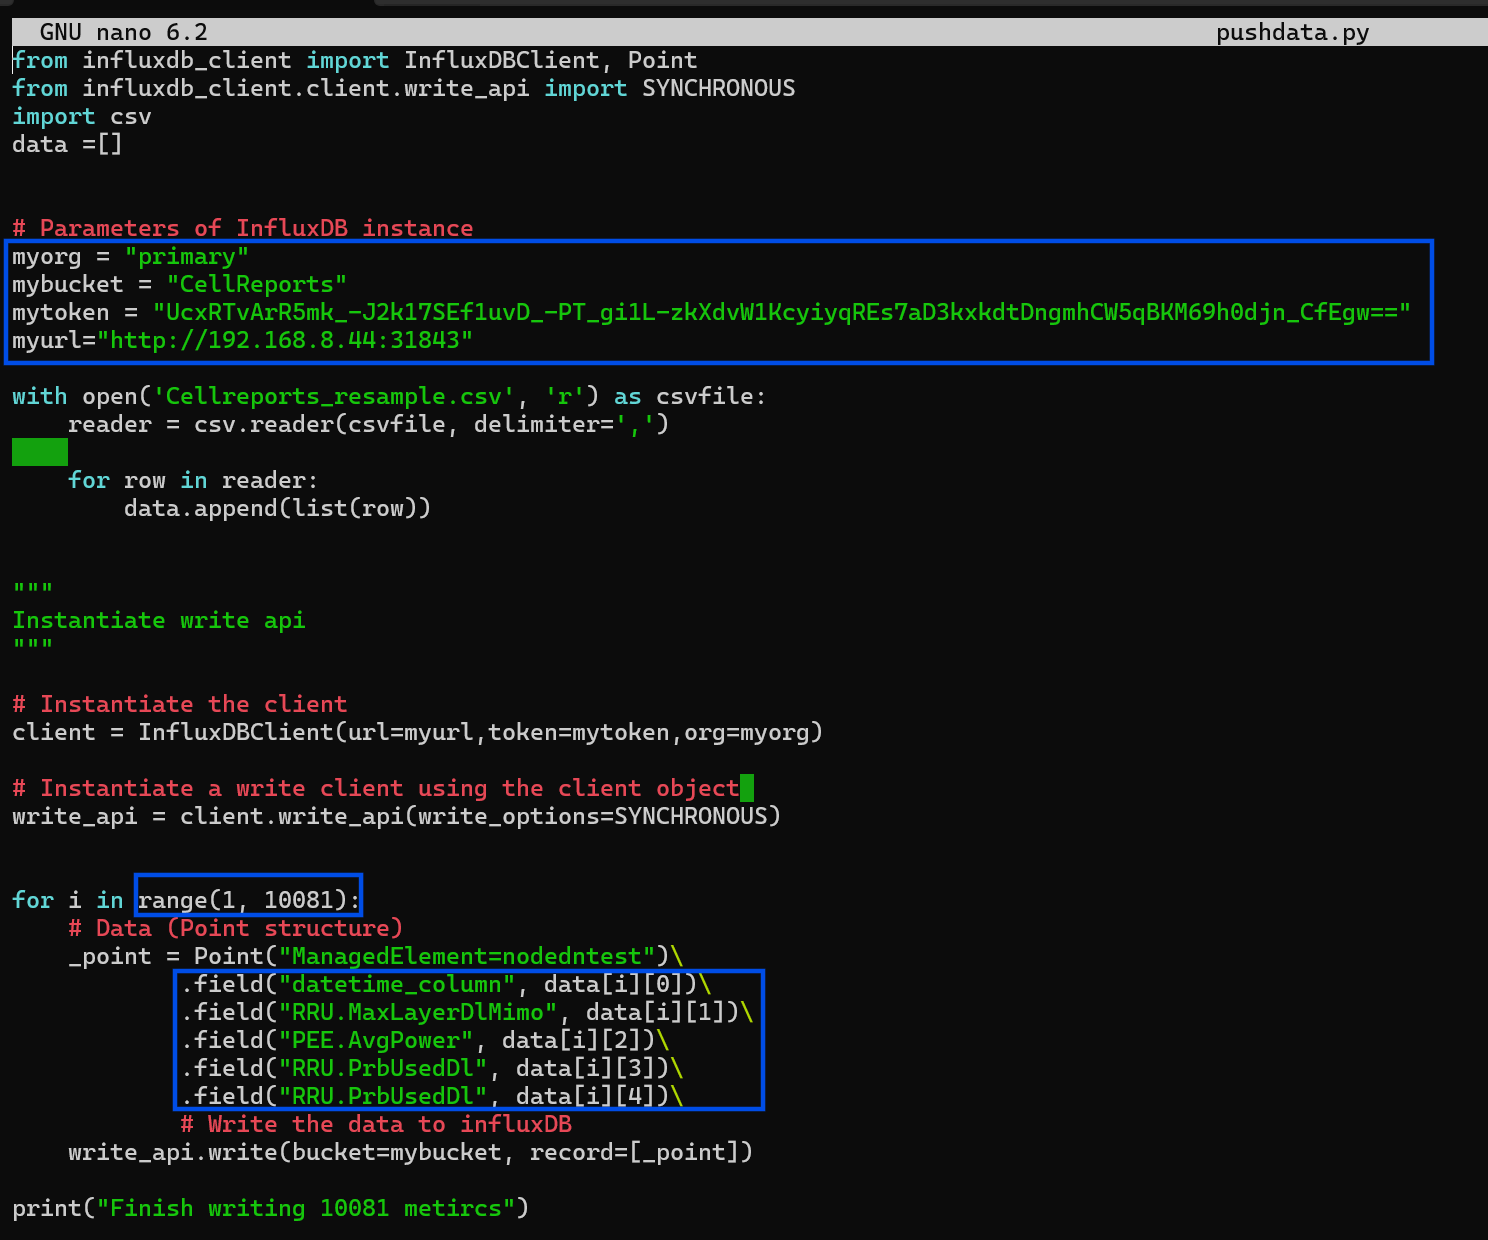 GNU nano 6.2 pushdata.py
from influxdb_client import InfluxDBClient, Point
from influxdb_client.client.write_api import SYNCHRONOUS
import csv
data =[]
# Parameters of InfluxDB instance
myorg = "primary"
mybucket = "CellReports"
mytoken = "UcxRTvArR5mk_-J2k17SEf1uvD_-PT_gi1L-zkXdvW1KcyiyqREs7aD3kxkdtDngmhCW5qBKM69h0djn_CfEgw=="
myurl="http://192.168.8.44:31843"
with open('Cellreports_resample.csv', 'r') as csvfile:
    reader = csv.reader(csvfile, delimiter=',')
    for row in reader:
        data.append(list(row))
"""
Instantiate write api
"""
# Instantiate the client
client = InfluxDBClient(url=myurl,token=mytoken,org=myorg)
# Instantiate a write client using the client object
write_api = client.write_api(write_options=SYNCHRONOUS)
for i in range(1, 10081):
    # Data (Point structure)
    _point = Point("ManagedElement=nodedntest")\
            .field("datetime_column", data[i][0])\
            .field("RRU.MaxLayerDlMimo", data[i][1])\
            .field("PEE.AvgPower", data[i][2])\
            .field("RRU.PrbUsedDl", data[i][3])\
            .field("RRU.PrbUsedDl", data[i][4])\
            # Write the data to influxDB
    write_api.write(bucket=mybucket, record=[_point])
print("Finish writing 10081 metircs")